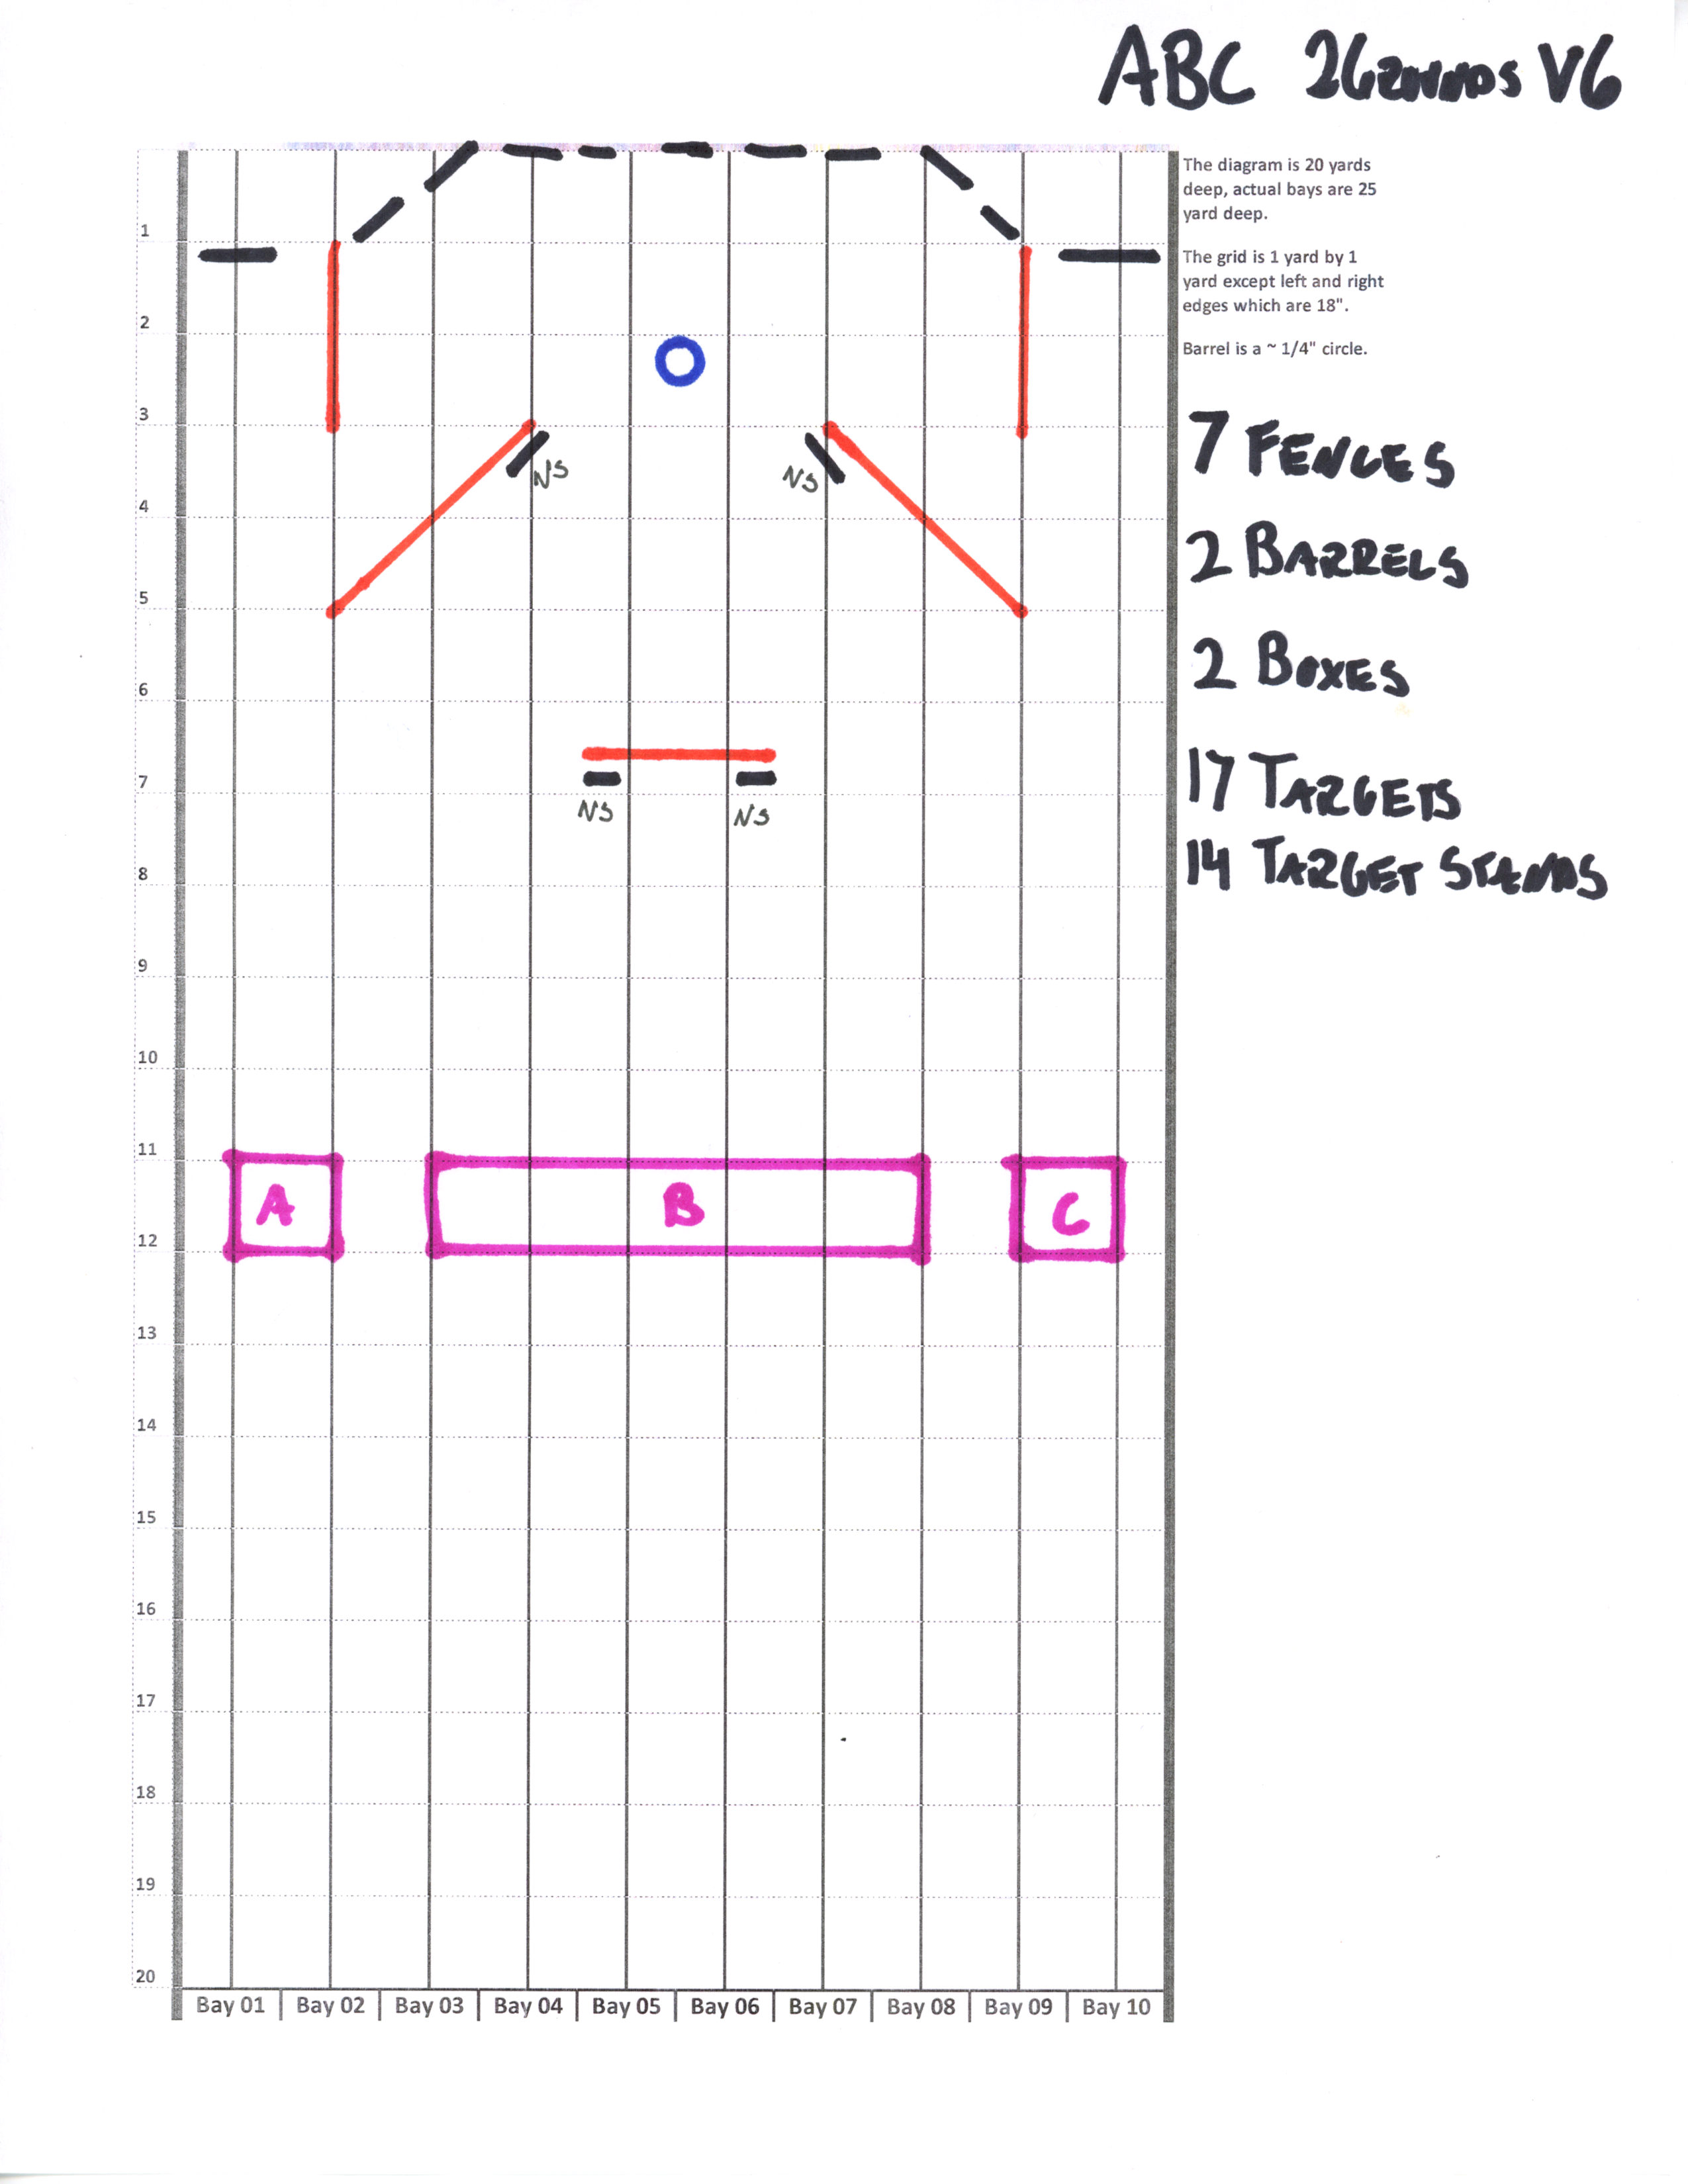 ABC 26ROUNDS V6
The diagram is 20 yards
deep, actual bays are 25
yard deep.
The grid is 1 yard by 1
yard except left and right
edges which are 18".
Barrel is a ~ 1/4" circle.
7 FENCES
2 BARRELS
2 BOXES
17 TARGETS
14 TARGET STANDS
1
2
3
NS NS
4
5
6
7
NS NS
8
9
10
11
A B C
12
13
14
15
16
17
18
19
20
Bay 01 Bay 02 Bay 03 Bay 04 Bay 05 Bay 06 Bay 07 Bay 08 Bay 09 Bay 10